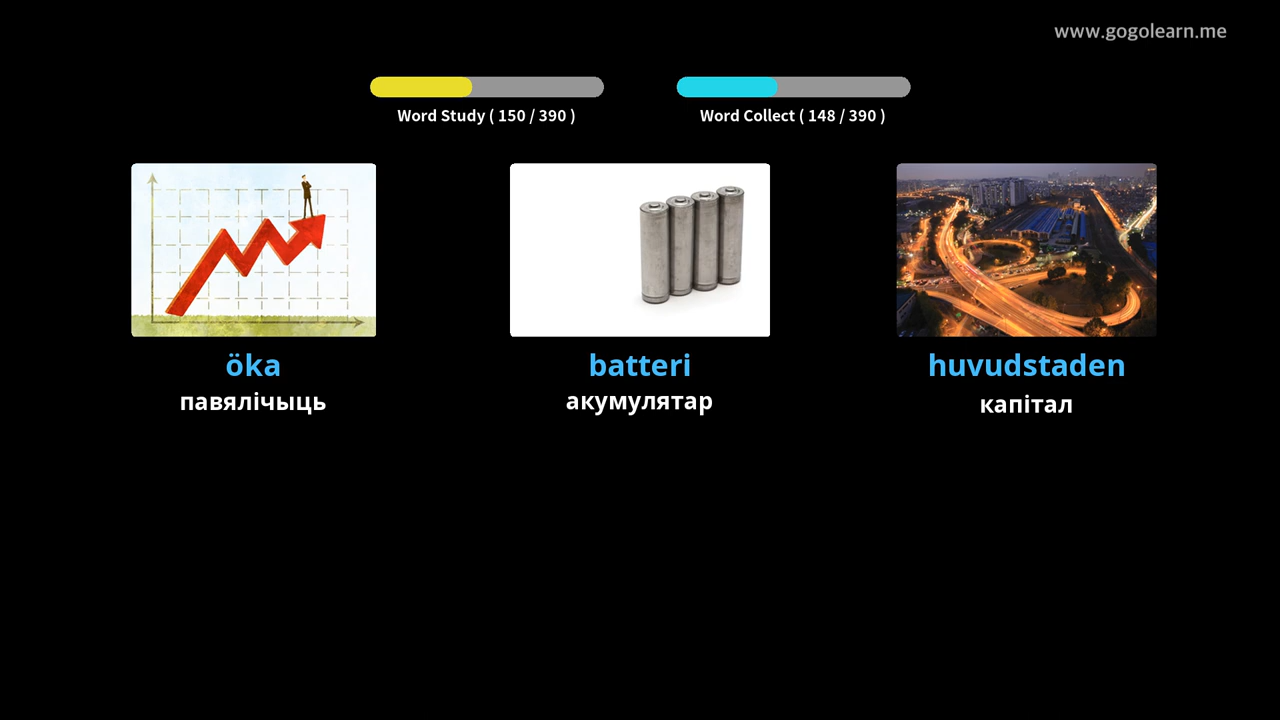 www.gogolearn.me
Word Study ( 150 / 390 )
Word Collect ( 148 / 390 )
öka
batteri
huvudstaden
павялічыць
акумулятар
капітал